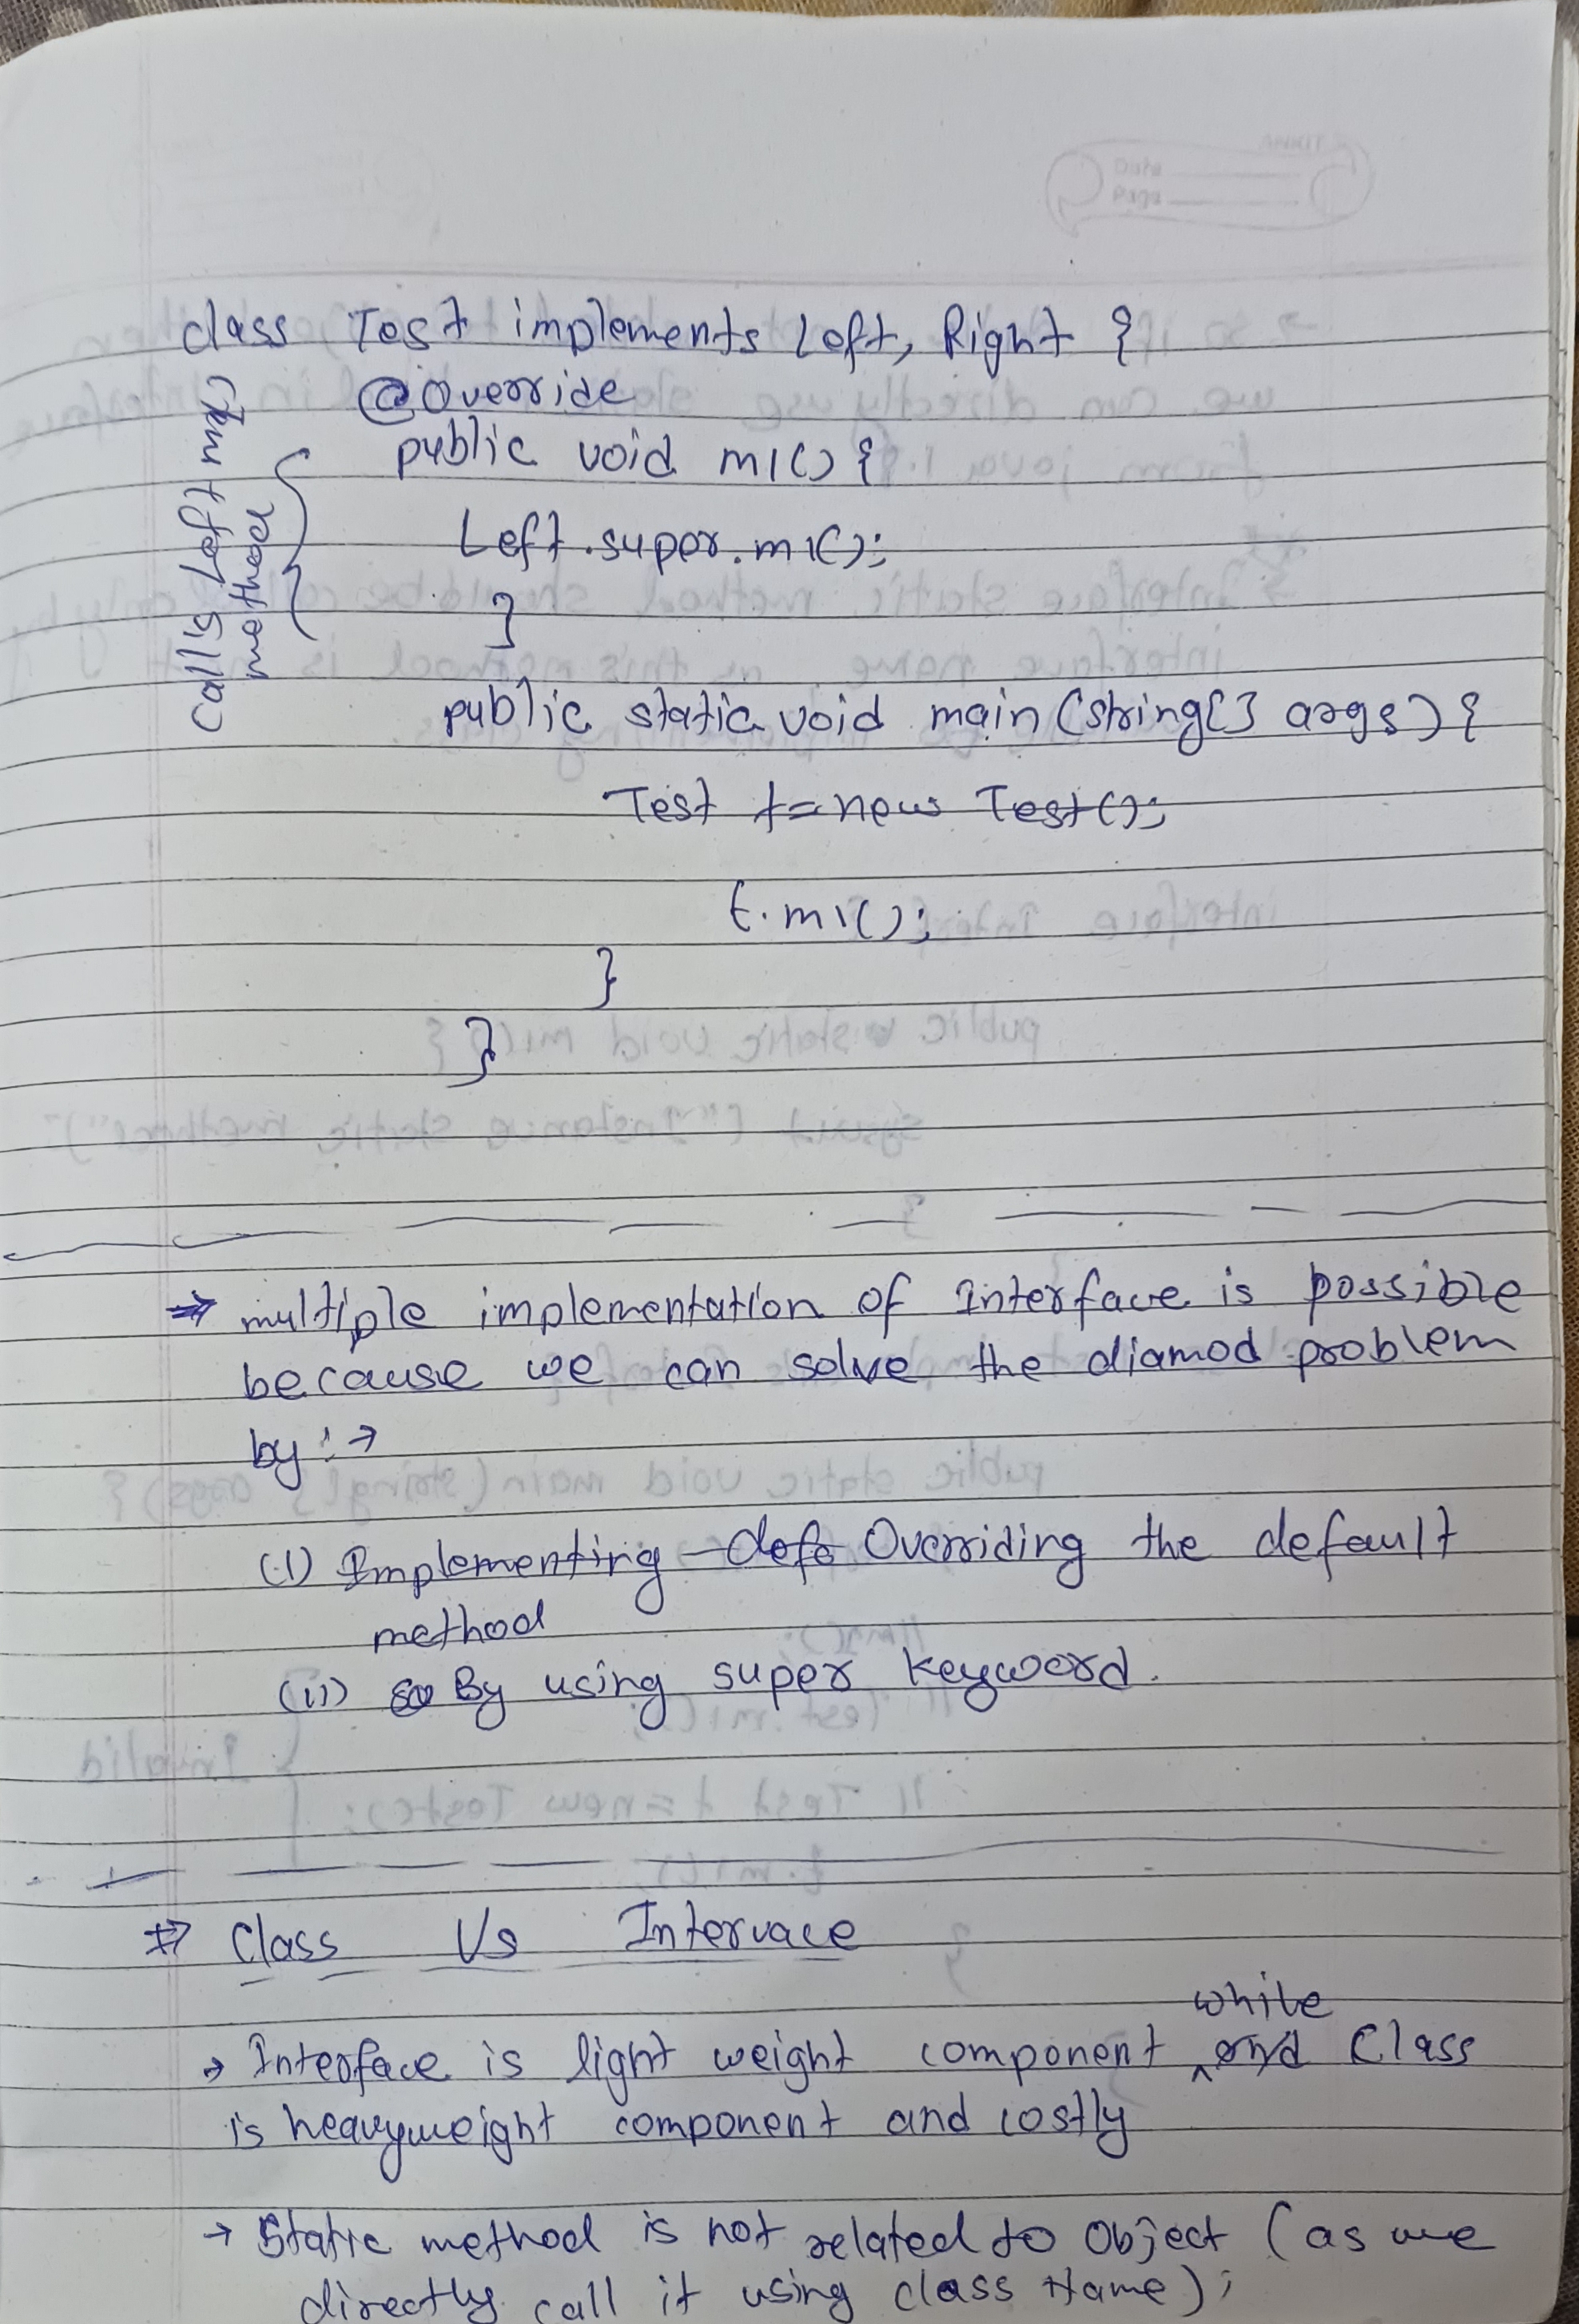 class Test implements Left, Right {
@Override
public void m1() {
Left.super.m1();
}
calls Left m1()
method
public static void main(string[] args) {
Test t = new Test();
t.m1();
}
}
⇒ multiple implementation of Interface is possible
because we can solve the diamod problem
by :→
(i) Implementing defa Overriding the default
method
(ii) so By using super keyword.
⇒ Class Vs Intervace
→ Interface is light weight component while and Class
is heavyweight component and costly
→ Static method is not related to Object (as we
directly call it using class Name);